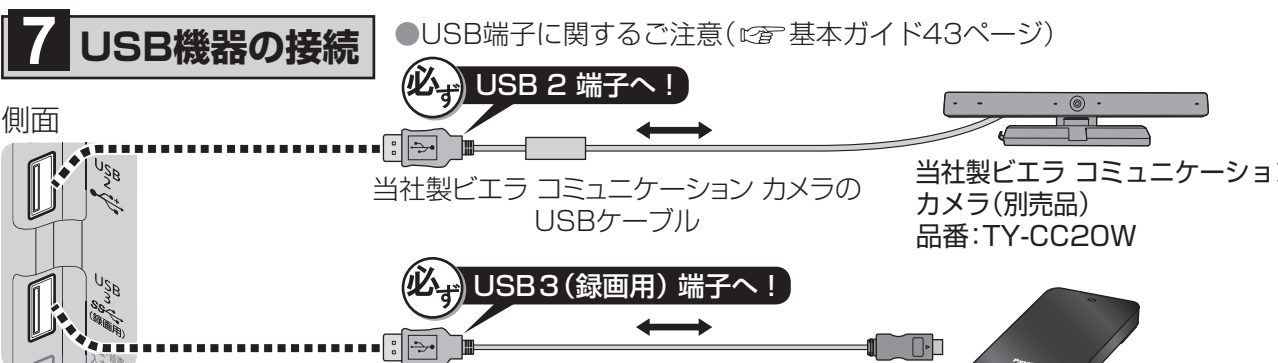 7 USB機器の接続
●USB端子に関するご注意(☞基本ガイド43ページ)
必ず USB 2 端子へ!
側面
USB
2
当社製ビエラ コミュニケーション カメラの
USBケーブル
当社製ビエラ コミュニケーション
カメラ(別売品)
品番:TY-CC20W
必ず USB3(録画用)端子へ!
USB
3
SS
(録画用)